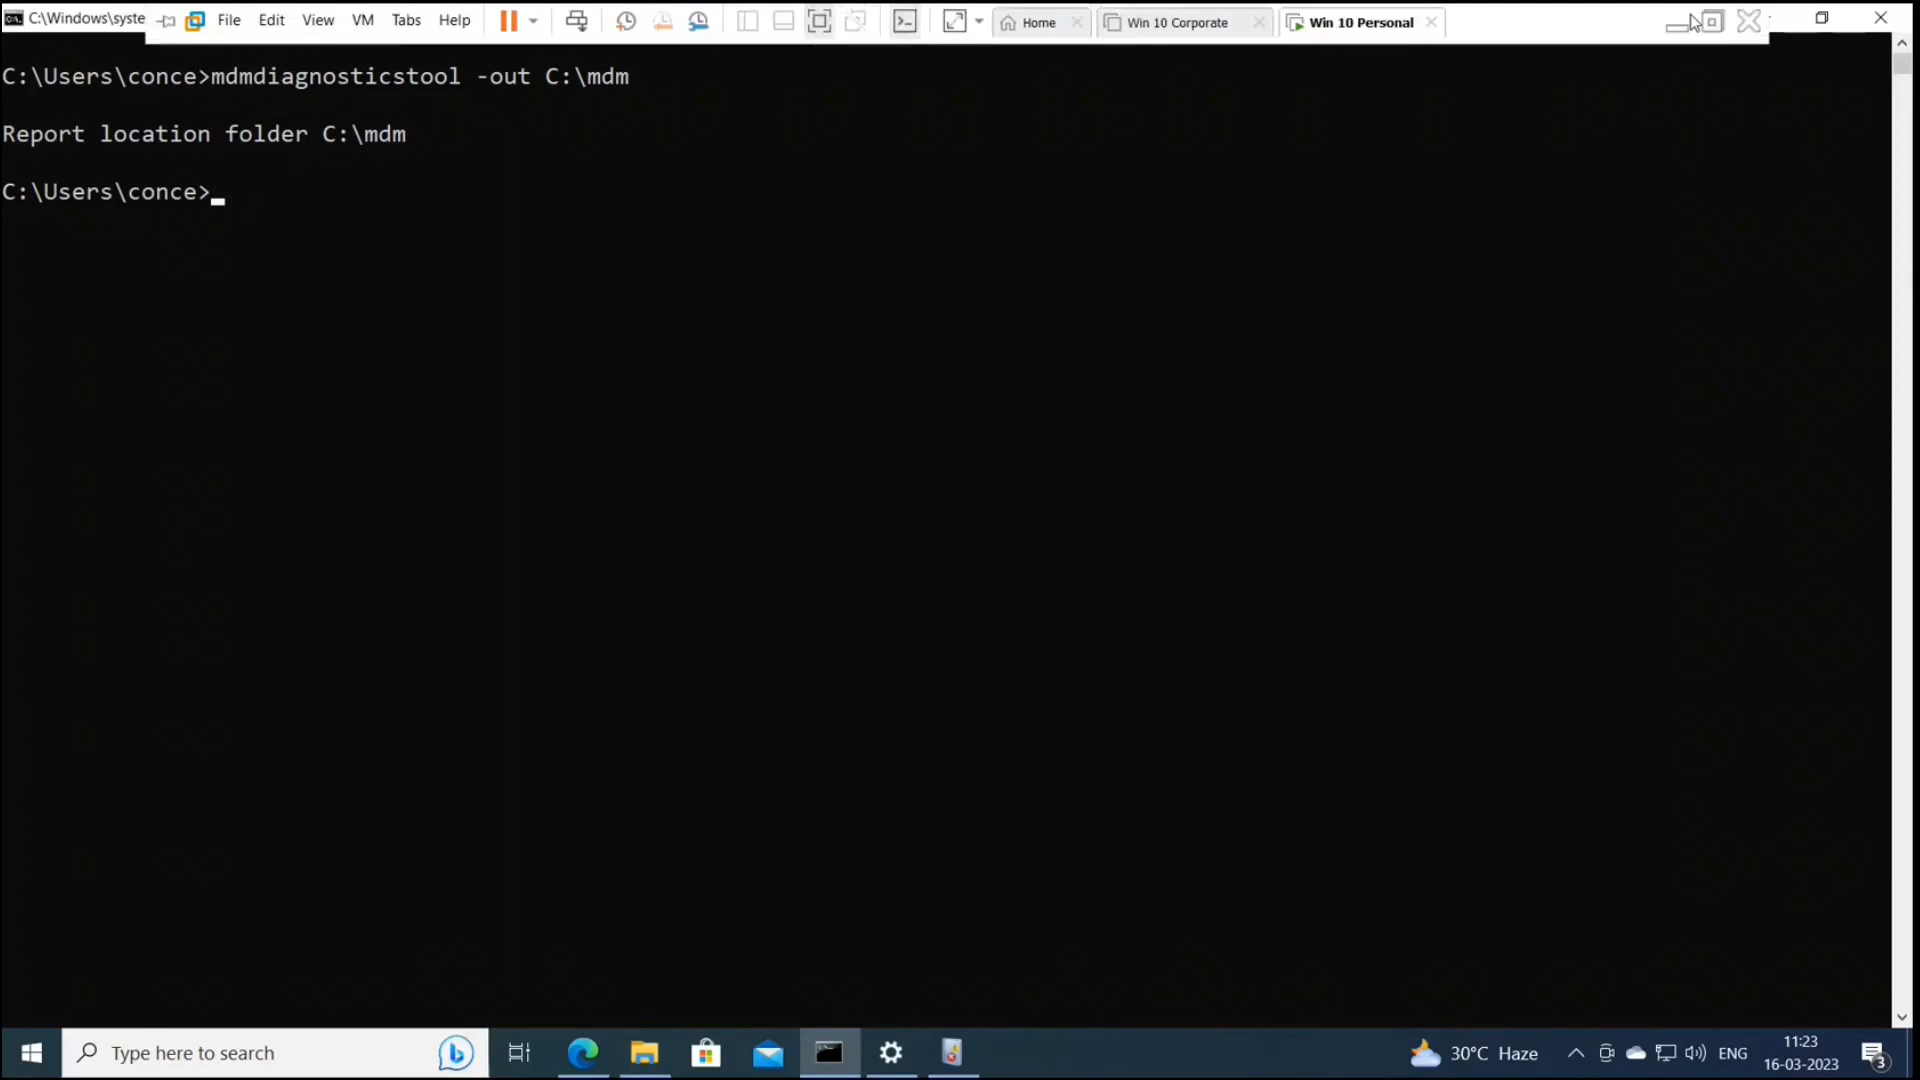 C:\Windows\syste File Edit View VM Tabs Help Home Win 10 Corporate Win 10 Personal
C:\Users\conce>mdmdiagnosticstool -out C:\mdm
Report location folder C:\mdm
C:\Users\conce>
Type here to search
30°C Haze
ENG
11:23
16-03-2023
3